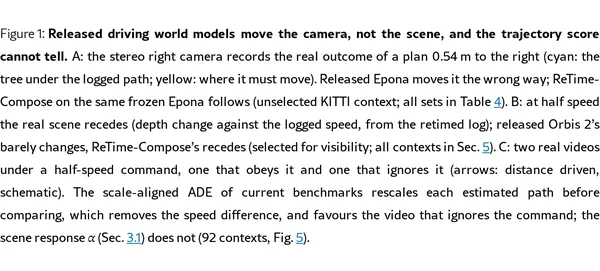 Figure 1: Released driving world models move the camera, not the scene, and the trajectory score
cannot tell. A: the stereo right camera records the real outcome of a plan 0.54 m to the right (cyan: the
tree under the logged path; yellow: where it must move). Released Epona moves it the wrong way; ReTime-
Compose on the same frozen Epona follows (unselected KITTI context; all sets in Table 4). B: at half speed
the real scene recedes (depth change against the logged speed, from the retimed log); released Orbis 2's
barely changes, ReTime-Compose's recedes (selected for visibility; all contexts in Sec. 5). C: two real videos
under a half-speed command, one that obeys it and one that ignores it (arrows: distance driven,
schematic). The scale-aligned ADE of current benchmarks rescales each estimated path before
comparing, which removes the speed difference, and favours the video that ignores the command; the
scene response α (Sec. 3.1) does not (92 contexts, Fig. 5).